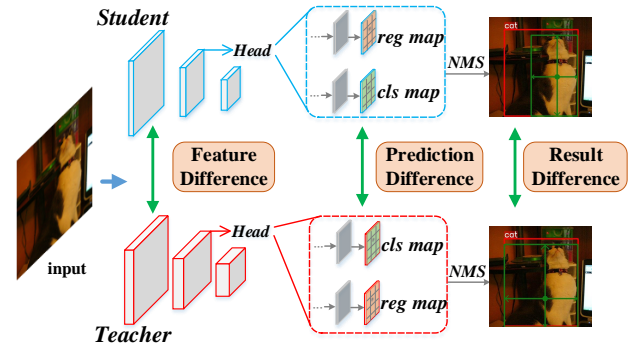 Student
Head
reg map
cls map
NMS
cat
Feature
Difference
Prediction
Difference
Result
Difference
input
Head
cls map
reg map
NMS
cat
Teacher